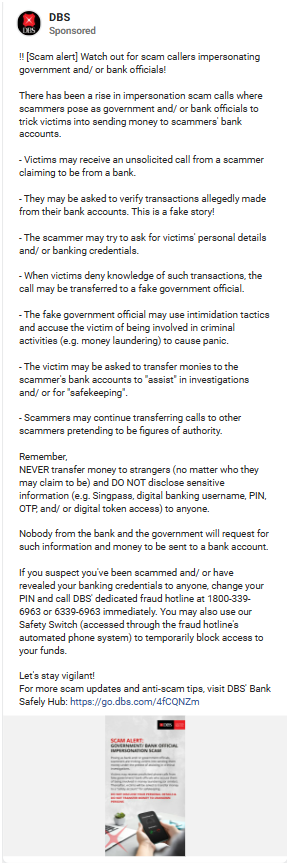 DBS
Sponsored
!! [Scam alert] Watch out for scam callers impersonating
government and/ or bank officials!
There has been a rise in impersonation scam calls where
scammers pose as government and/ or bank officials to
trick victims into sending money to scammers' bank
accounts.
- Victims may receive an unsolicited call from a scammer
claiming to be from a bank.
- They may be asked to verify transactions allegedly made
from their bank accounts. This is a fake story!
- The scammer may try to ask for victims' personal details
and/ or banking credentials.
- When victims deny knowledge of such transactions, the
call may be transferred to a fake government official.
- The fake government official may use intimidation tactics
and accuse the victim of being involved in criminal
activities (e.g. money laundering) to cause panic.
- The victim may be asked to transfer monies to the
scammer's bank accounts to "assist" in investigations
and/ or for "safekeeping".
- Scammers may continue transferring calls to other
scammers pretending to be figures of authority.
Remember,
NEVER transfer money to strangers (no matter who they
may claim to be) and DO NOT disclose sensitive
information (e.g. Singpass, digital banking username, PIN,
OTP, and/ or digital token access) to anyone.
Nobody from the bank and the government will request for
such information and money to be sent to a bank account.
If you suspect you've been scammed and/ or have
revealed your banking credentials to anyone, change your
PIN and call DBS' dedicated fraud hotline at 1800-339-
6963 or 6339-6963 immediately. You may also use our
Safety Switch (accessed through the fraud hotline's
automated phone system) to temporarily block access to
your funds.
Let's stay vigilant!
For more scam updates and anti-scam tips, visit DBS' Bank
Safely Hub: https://go.dbs.com/4fCQNZm
DBS
SCAM ALERT:
GOVERNMENT/ BANK OFFICIAL
IMPERSONATION SCAM